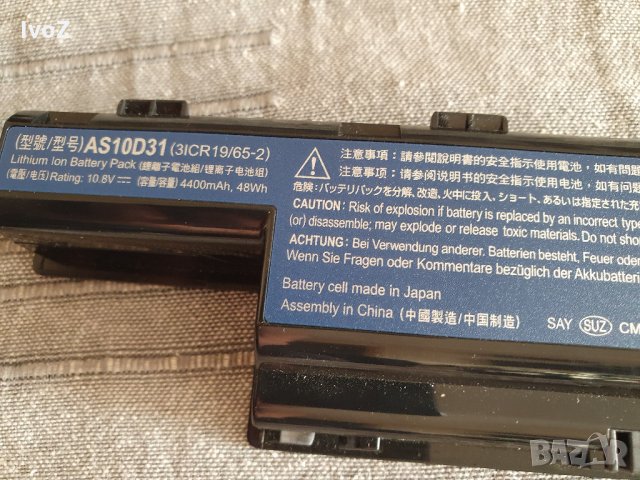 IvoZ
(型號/型号) AS10D31 (3ICR19/65-2)
Lithium Ion Battery Pack (鋰離子電池組/锂离子电池组)
(電壓/电压) Rating: 10.8V⎓ (容量/容量) 4400mAh, 48Wh
注意事項：請參閱說明書的安全指示使用電池，如有問
注意事项：请参阅说明书的安全指示使用电池，如有问
危険：バッテリパックを分解、改造、火中に投入、ショート、あるいは指定された充
CAUTION: Risk of explosion if battery is replaced by an incorrect type
(or) disassemble; may explode or release toxic materials. Do not sho
ACHTUNG: Bei Verwendung anderer. Batterien besteht, Feuer oder
Wenn Sie Fragen oder Kommentare bezüglich der Akkubatter
Battery cell made in Japan
Assembly in China (中國製造/中国制造)
SAY SUZ CM
BAZAR